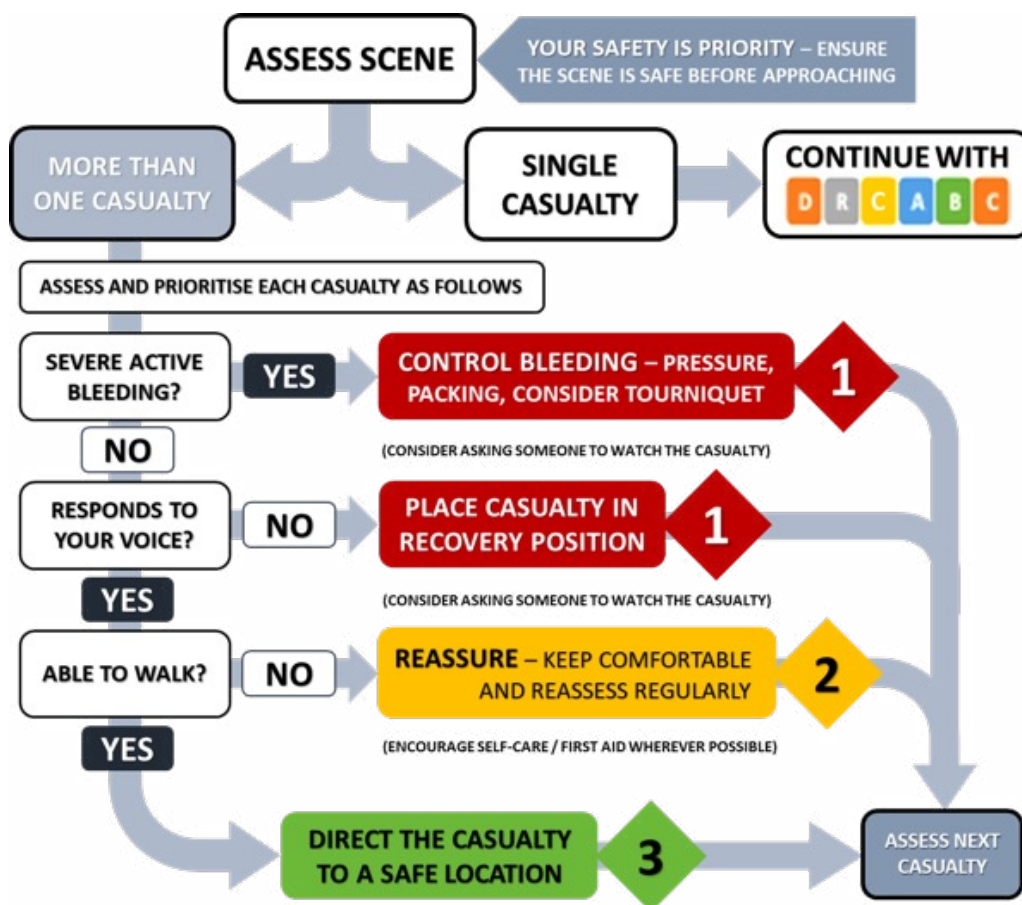 ASSESS SCENE
YOUR SAFETY IS PRIORITY – ENSURE
THE SCENE IS SAFE BEFORE APPROACHING
MORE THAN
ONE CASUALTY
SINGLE
CASUALTY
CONTINUE WITH
D R C A B C
ASSESS AND PRIORITISE EACH CASUALTY AS FOLLOWS
SEVERE ACTIVE
BLEEDING?
YES
CONTROL BLEEDING – PRESSURE,
PACKING, CONSIDER TOURNIQUET
1
(CONSIDER ASKING SOMEONE TO WATCH THE CASUALTY)
NO
RESPONDS TO
YOUR VOICE?
NO
PLACE CASUALTY IN
RECOVERY POSITION
1
(CONSIDER ASKING SOMEONE TO WATCH THE CASUALTY)
YES
ABLE TO WALK?
NO
REASSURE – KEEP COMFORTABLE
AND REASSESS REGULARLY
2
(ENCOURAGE SELF-CARE / FIRST AID WHEREVER POSSIBLE)
YES
DIRECT THE CASUALTY
TO A SAFE LOCATION
3
ASSESS NEXT
CASUALTY